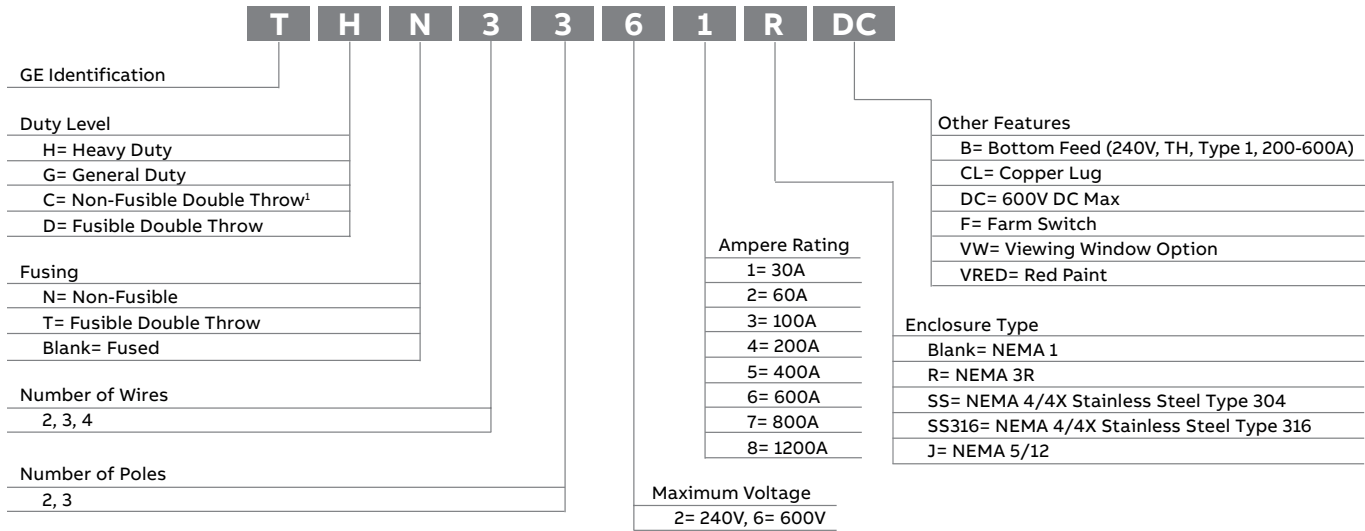 T H N 3 3 6 1 R DC
GE Identification
Duty Level
H= Heavy Duty
G= General Duty
C= Non-Fusible Double Throw¹
D= Fusible Double Throw
Fusing
N= Non-Fusible
T= Fusible Double Throw
Blank= Fused
Number of Wires
2, 3, 4
Number of Poles
2, 3
Maximum Voltage
2= 240V, 6= 600V
Ampere Rating
1= 30A
2= 60A
3= 100A
4= 200A
5= 400A
6= 600A
7= 800A
8= 1200A
Enclosure Type
Blank= NEMA 1
R= NEMA 3R
SS= NEMA 4/4X Stainless Steel Type 304
SS316= NEMA 4/4X Stainless Steel Type 316
J= NEMA 5/12
Other Features
B= Bottom Feed (240V, TH, Type 1, 200-600A)
CL= Copper Lug
DC= 600V DC Max
F= Farm Switch
VW= Viewing Window Option
VRED= Red Paint